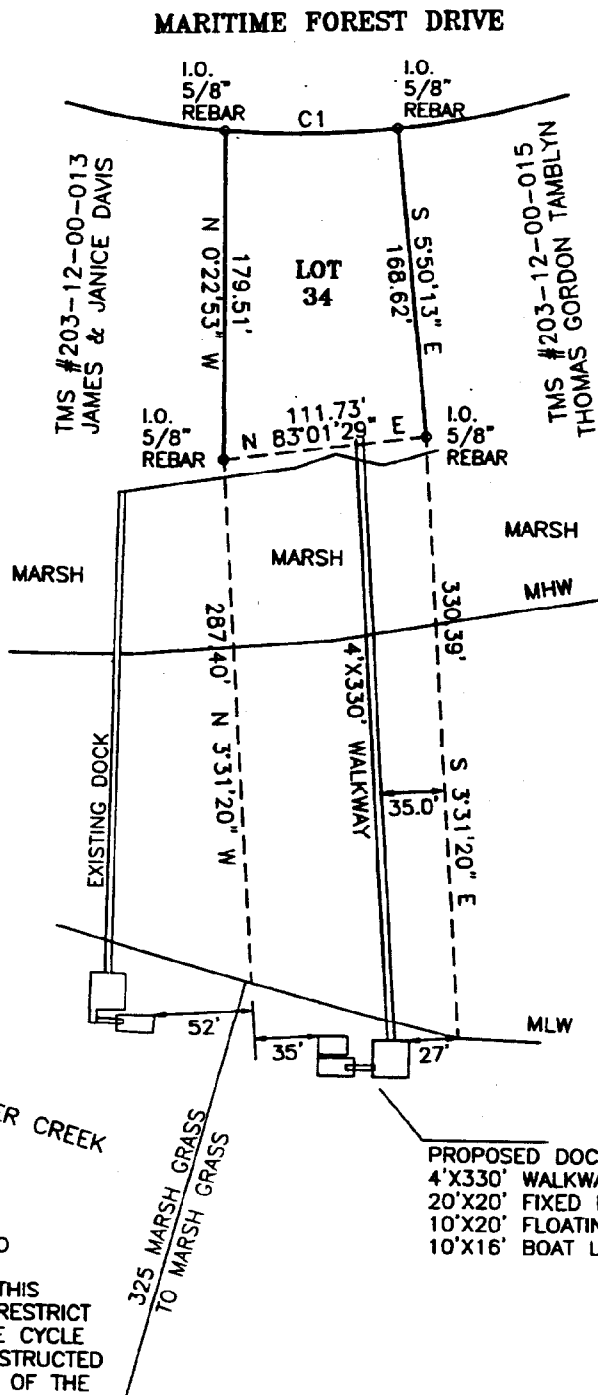 MARITIME FOREST DRIVE
I.O.
5/8"
REBAR
I.O.
5/8"
REBAR
C1
TMS #203-12-00-013
JAMES & JANICE DAVIS
N 0°22'53" W
179.51'
LOT
34
S 5°50'13" E
168.62'
TMS #203-12-00-015
THOMAS GORDON TAMBLYN
I.O.
5/8"
REBAR
111.73'
N 83°01'29" E
I.O.
5/8"
REBAR
MARSH
MARSH
MARSH
MHW
EXISTING DOCK
287.40' N 3°31'20" W
4'X330' WALKWAY
330.39' S 3°31'20" E
35.0'
52'
35'
27'
MLW
ER CREEK
325 MARSH GRASS
TO MARSH GRASS
PROPOSED DOC
4'X330' WALKWA
20'X20' FIXED
10'X20' FLOATIN
10'X16' BOAT L
THIS
RESTRICT
CYCLE
STRUCTED
OF THE